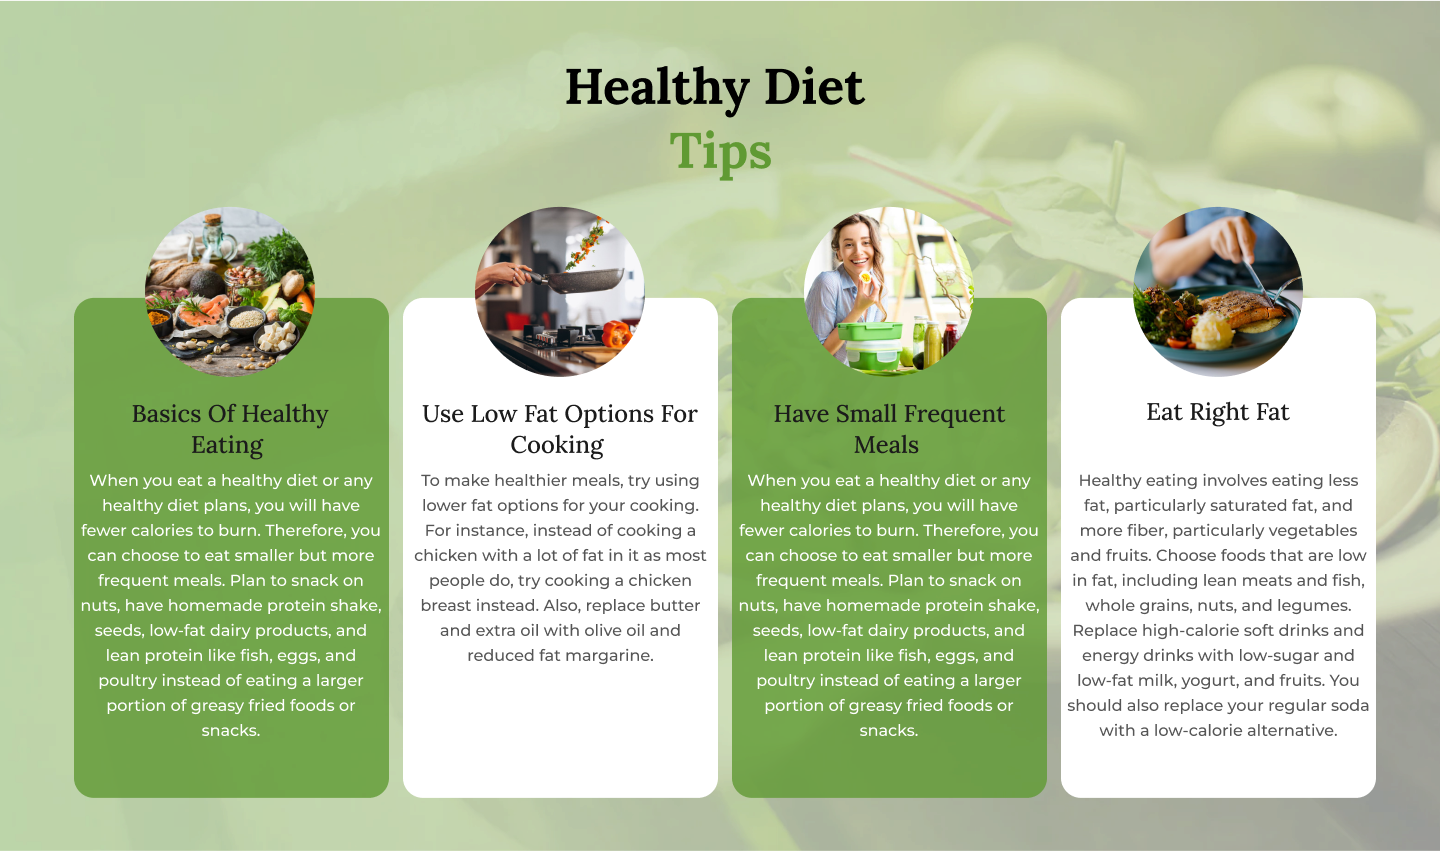 Healthy Diet
Tips
Basics Of Healthy
Eating
When you eat a healthy diet or any
healthy diet plans, you will have
fewer calories to burn. Therefore, you
can choose to eat smaller but more
frequent meals. Plan to snack on
nuts, have homemade protein shake,
seeds, low-fat dairy products, and
lean protein like fish, eggs, and
poultry instead of eating a larger
portion of greasy fried foods or
snacks.
Use Low Fat Options For
Cooking
To make healthier meals, try using
lower fat options for your cooking.
For instance, instead of cooking a
chicken with a lot of fat in it as most
people do, try cooking a chicken
breast instead. Also, replace butter
and extra oil with olive oil and
reduced fat margarine.
Have Small Frequent
Meals
When you eat a healthy diet or any
healthy diet plans, you will have
fewer calories to burn. Therefore, you
can choose to eat smaller but more
frequent meals. Plan to snack on
nuts, have homemade protein shake,
seeds, low-fat dairy products, and
lean protein like fish, eggs, and
poultry instead of eating a larger
portion of greasy fried foods or
snacks.
Eat Right Fat
Healthy eating involves eating less
fat, particularly saturated fat, and
more fiber, particularly vegetables
and fruits. Choose foods that are low
in fat, including lean meats and fish,
whole grains, nuts, and legumes.
Replace high-calorie soft drinks and
energy drinks with low-sugar and
low-fat milk, yogurt, and fruits. You
should also replace your regular soda
with a low-calorie alternative.